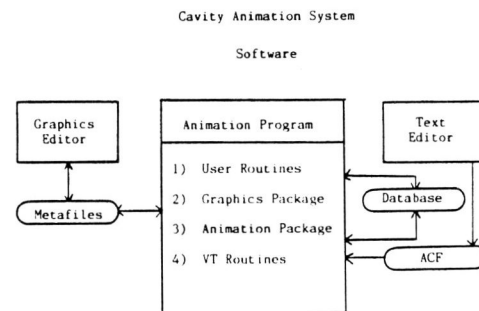 Cavity Animation System
Software
Graphics
Editor
Metafiles
Animation Program
1) User Routines
2) Graphics Package
3) Animation Package
4) VT Routines
Text
Editor
Database
ACF